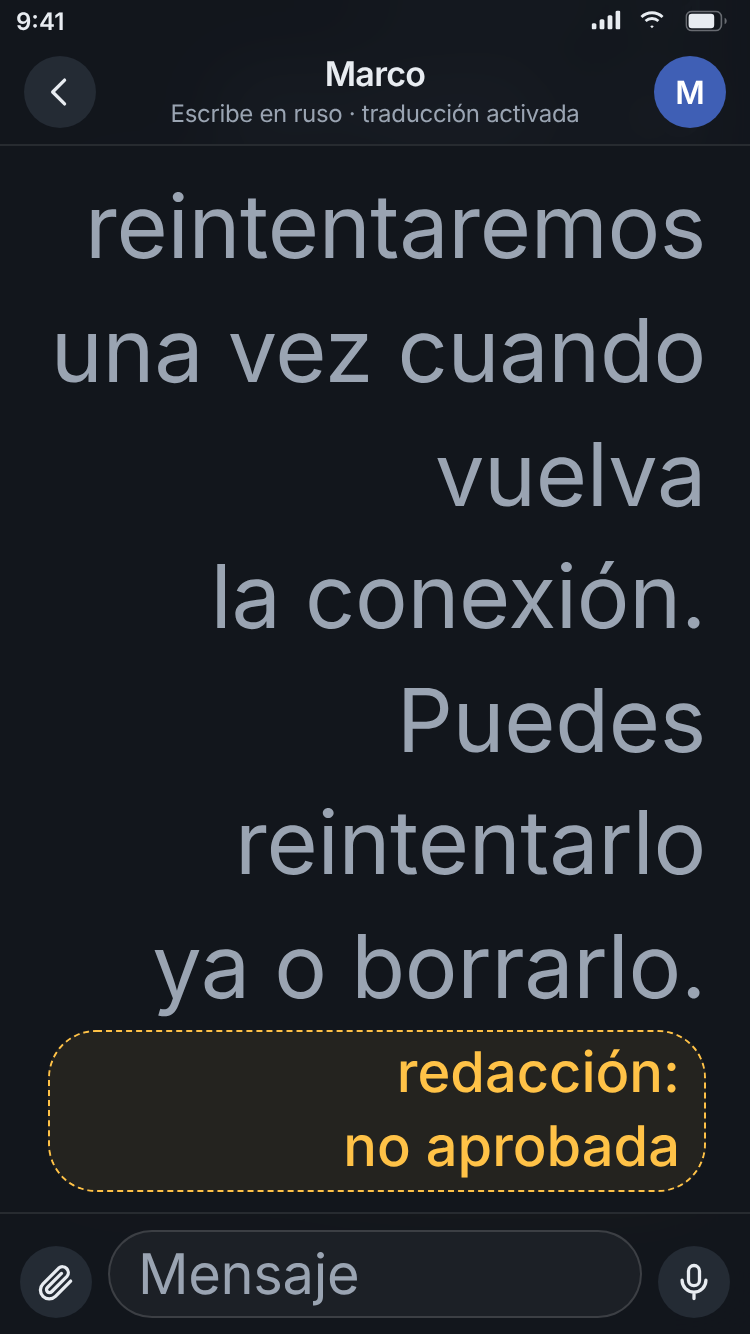 9:41
Marco
Escribe en ruso · traducción activada
M
reintentaremos
una vez cuando
vuelva
la conexión.
Puedes
reintentarlo
ya o borrarlo.
redacción:
no aprobada
Mensaje